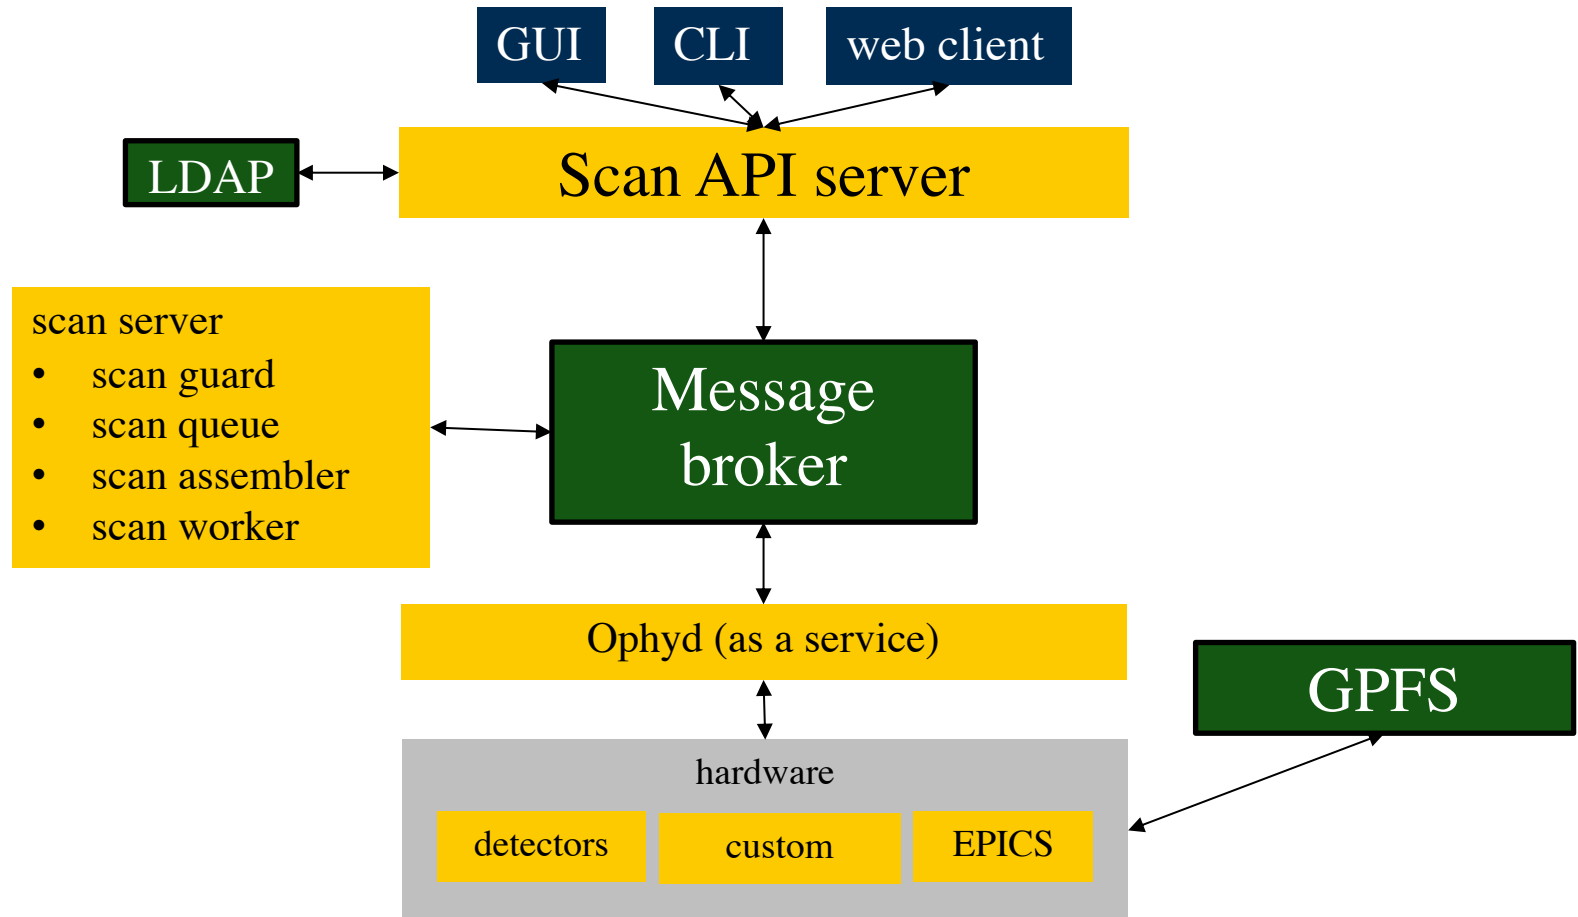 GUI
CLI
web client
LDAP
Scan API server
scan server
• scan guard
• scan queue
• scan assembler
• scan worker
Message
broker
Ophyd (as a service)
GPFS
hardware
detectors
custom
EPICS